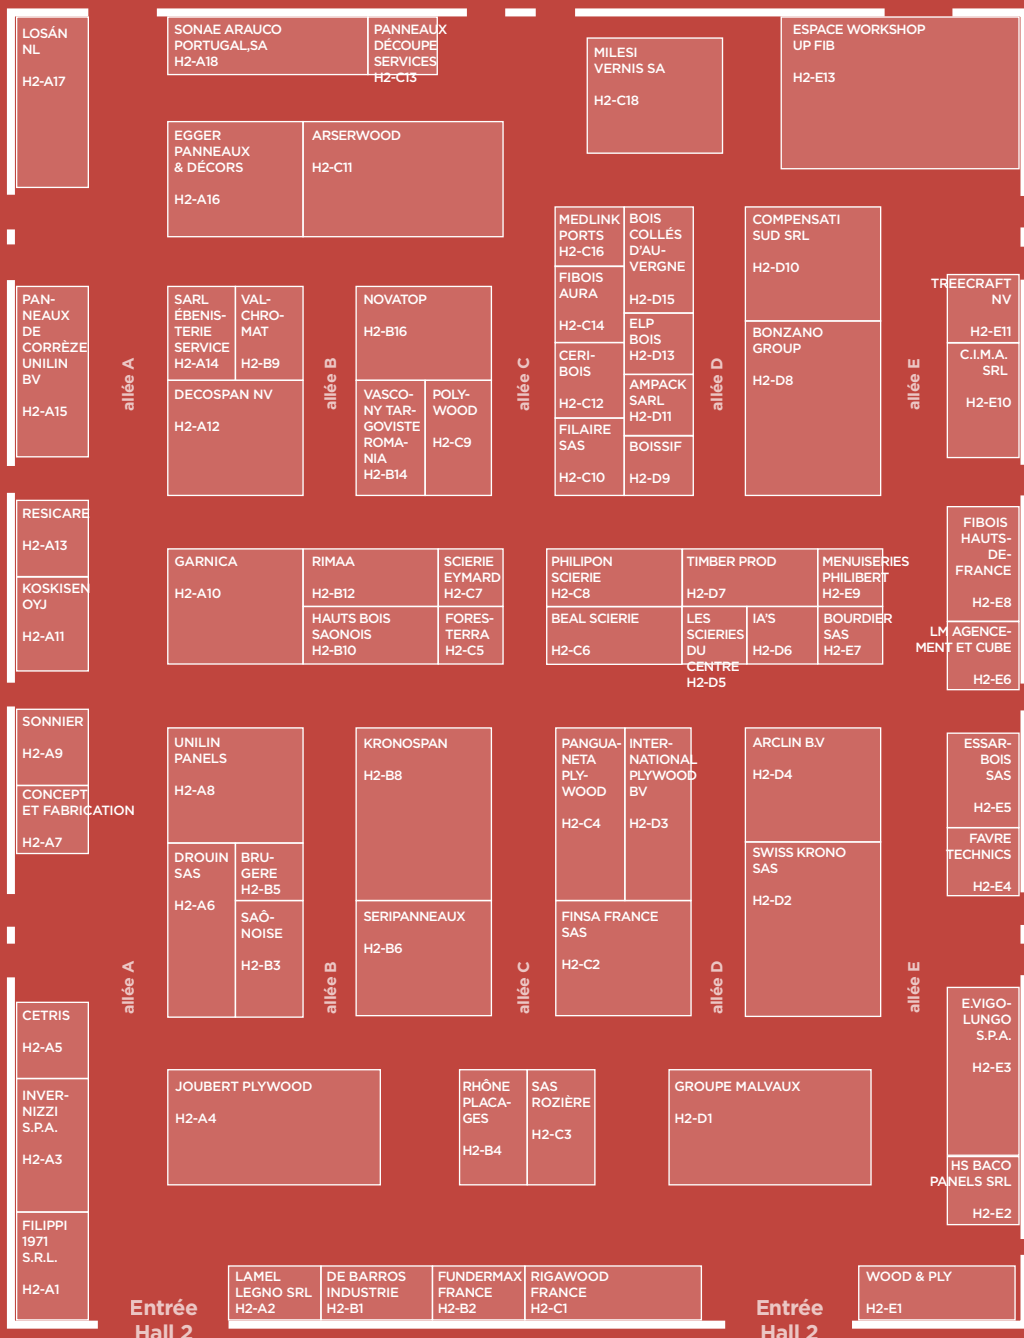 LOSÁN
NL
H2-A17
SONAE ARAUCO
PORTUGAL,SA
H2-A18
PANNEAUX
DÉCOUPE
SERVICES
H2-C13
MILESI
VERNIS SA
H2-C18
ESPACE WORKSHOP
UP FIB
H2-E13
EGGER
PANNEAUX
& DÉCORS
H2-A16
ARSERWOOD
H2-C11
MEDLINK
PORTS
H2-C16
BOIS
COLLÉS
D'AU-
VERGNE
H2-D15
COMPENSATI
SUD SRL
H2-D10
FIBOIS
AURA
H2-C14
TREECRAFT
NV
H2-E11
PAN-
NEAUX
DE
CORRÈZE
UNILIN
BV
H2-A15
allée A
SARL
ÉBENIS-
TERIE
SERVICE
H2-A14
VAL-
CHRO-
MAT
H2-B9
allée B
NOVATOP
H2-B16
allée C
ELP
BOIS
H2-D13
allée D
BONZANO
GROUP
H2-D8
allée E
C.I.M.A.
SRL
H2-E10
CERI-
BOIS
H2-C12
DECOSPAN NV
H2-A12
VASCO-
NY TAR-
GOVISTE
ROMA-
NIA
H2-B14
POLY-
WOOD
H2-C9
AMPACK
SARL
H2-D11
FILAIRE
SAS
H2-C10
BOISSIF
H2-D9
RESICARE
H2-A13
KOSKISEN
OYJ
H2-A11
GARNICA
H2-A10
RIMAA
H2-B12
SCIERIE
EYMARD
H2-C7
HAUTS BOIS
SAONOIS
H2-B10
FORES-
TERRA
H2-C5
PHILIPON
SCIERIE
H2-C8
TIMBER PROD
H2-D7
MENUISERIES
PHILIBERT
H2-E9
BEAL SCIERIE
H2-C6
LES
SCIERIES
DU
CENTRE
H2-D5
IA'S
H2-D6
BOURDIER
SAS
H2-E7
FIBOIS
HAUTS-
DE-
FRANCE
H2-E8
LM AGENCE-
MENT ET CUBE
H2-E6
SONNIER
H2-A9
CONCEPT
ET FABRICATION
H2-A7
UNILIN
PANELS
H2-A8
KRONOSPAN
H2-B8
PANGUA-
NETA
PLY-
WOOD
H2-C4
INTER-
NATIONAL
PLYWOOD
BV
H2-D3
ARCLIN B.V
H2-D4
ESSAR-
BOIS
SAS
H2-E5
FAVRE
TECHNICS
H2-E4
DROUIN
SAS
H2-A6
BRU-
GERE
H2-B5
SAÔ-
NOISE
H2-B3
SERIPANNEAUX
H2-B6
FINSA FRANCE
SAS
H2-C2
SWISS KRONO
SAS
H2-D2
allée A
allée B
allée C
allée D
allée E
CETRIS
H2-A5
INVER-
NIZZI
S.P.A.
H2-A3
FILIPPI
1971
S.R.L.
H2-A1
JOUBERT PLYWOOD
H2-A4
RHÔNE
PLACA-
GES
H2-B4
SAS
ROZIÈRE
H2-C3
GROUPE MALVAUX
H2-D1
E.VIGO-
LUNGO
S.P.A.
H2-E3
HS BACO
PANELS SRL
H2-E2
Entrée
Hall 2
LAMEL
LEGNO SRL
H2-A2
DE BARROS
INDUSTRIE
H2-B1
FUNDERMAX
FRANCE
H2-B2
RIGAWOOD
FRANCE
H2-C1
Entrée
Hall 2
WOOD & PLY
H2-E1